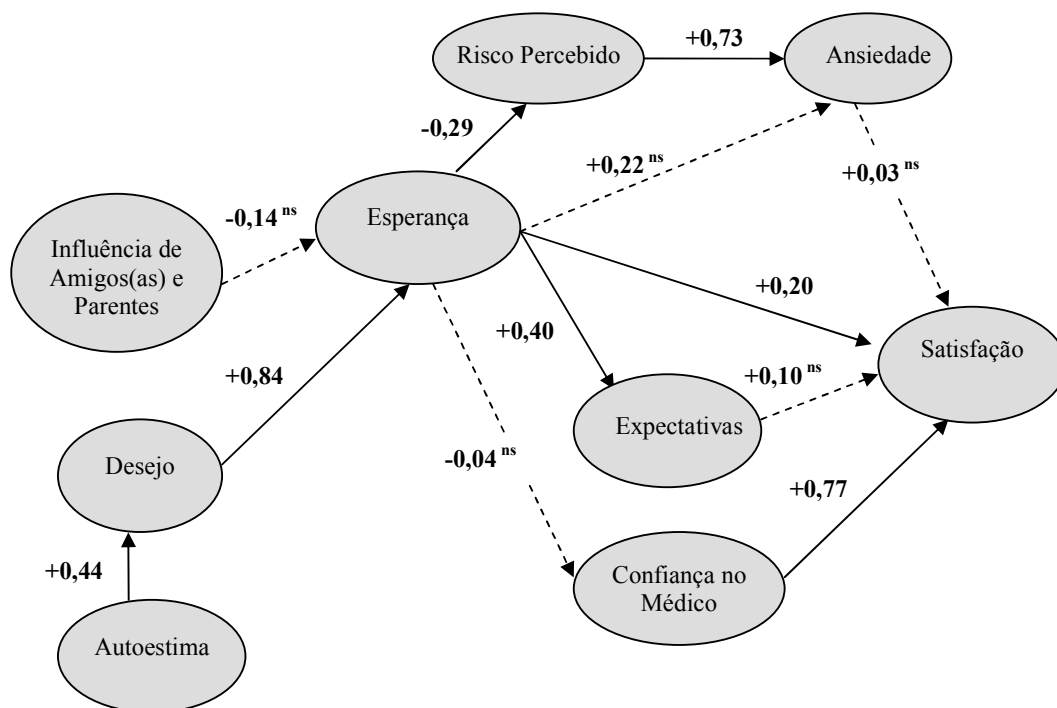 Risco Percebido
+0,73
Ansiedade
-0,29
+0,22 ns
+0,03 ns
Influência de
Amigos(as) e
Parentes
-0,14 ns
Esperança
+0,20
+0,40
Satisfação
+0,84
+0,10 ns
Expectativas
Desejo
-0,04 ns
+0,77
+0,44
Confiança no
Médico
Autoestima